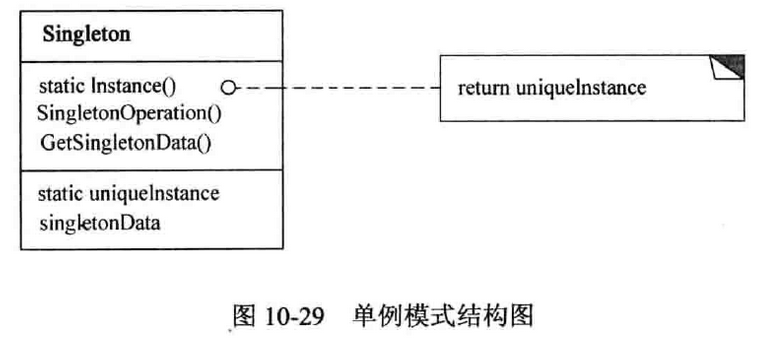 Singleton
static Instance()
SingletonOperation()
GetSingletonData()
return uniqueInstance
static uniqueInstance
singletonData
图 10-29 单例模式结构图